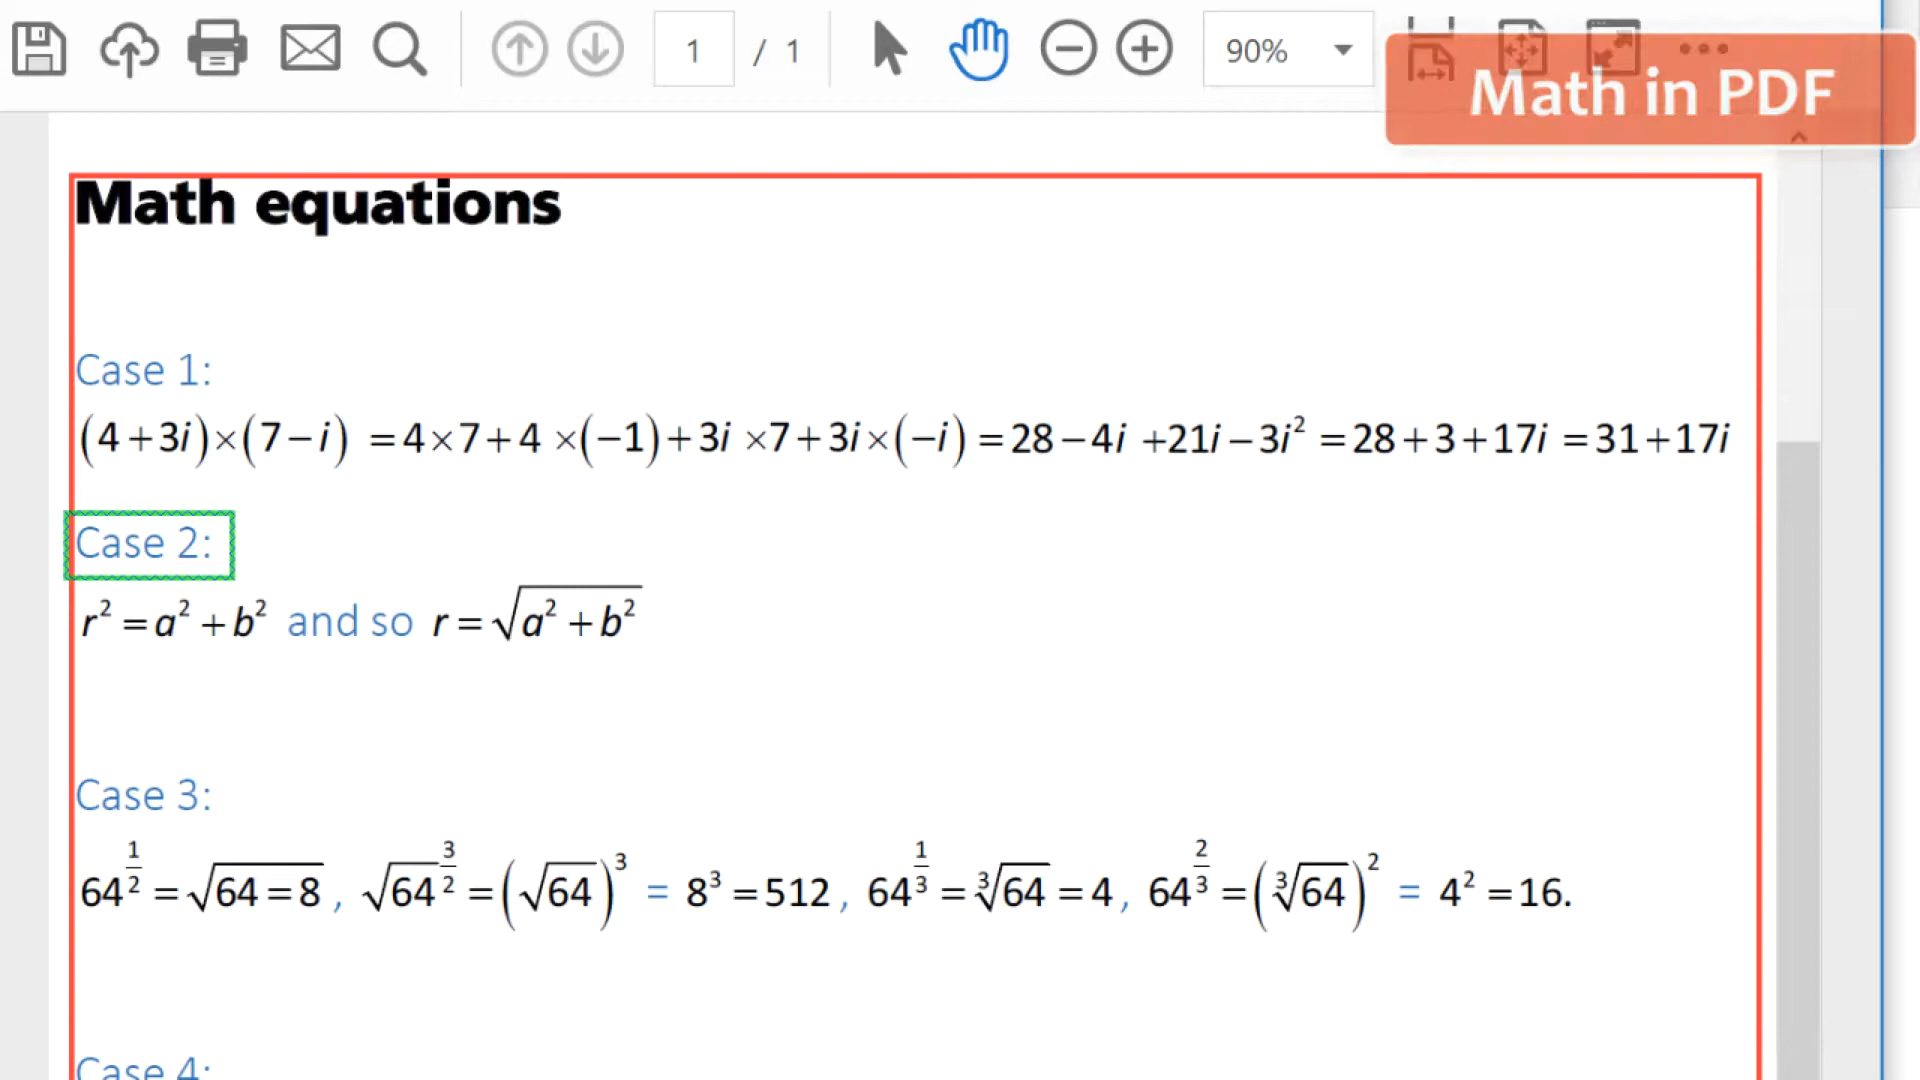 1 / 1 90%
Math in PDF
Math equations
Case 1:
(4+3i)×(7−i) =4×7+4 ×(−1)+3i ×7+3i×(−i)=28−4i +21i−3i² =28+3+17i =31+17i
Case 2:
r² =a² +b² and so r=√(a² +b²)
Case 3:
64^(1/2) =√(64=8) , √64^(3/2) =(√64)³ = 8³ =512 , 64^(1/3) =∛64 =4 , 64^(2/3) =(∛64)² = 4² =16.
Case 4: